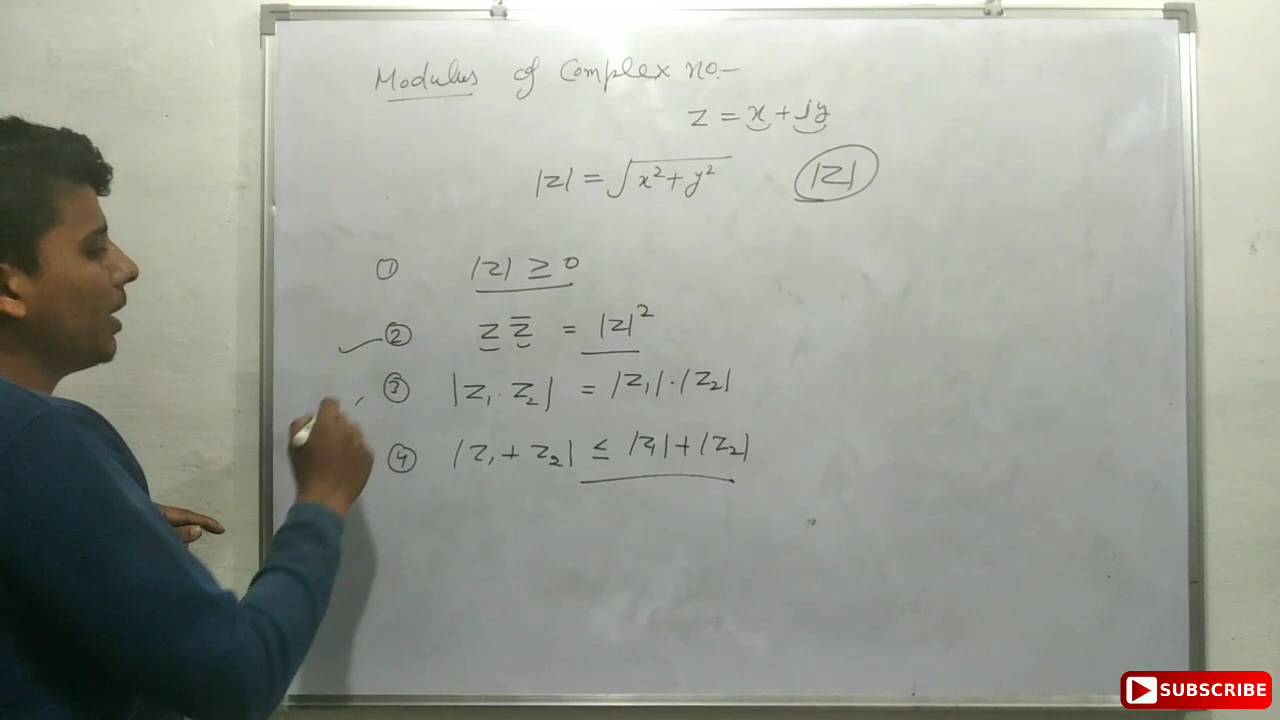 Modulus of Complex no.-
z = x + jy
|z| = √x²+y² |z|
① |z| ≥ 0
② z z̄ = |z|²
③ |z₁ . z₂| = |z₁| . |z₂|
④ |z₁ + z₂| ≤ |z₁| + |z₂|
SUBSCRIBE